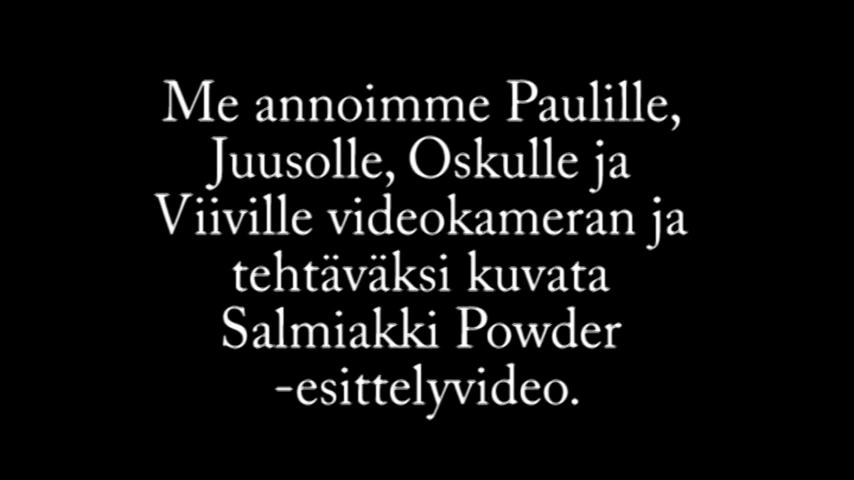 Me annoimme Paulille,
Juusolle, Oskulle ja
Viiville videokameran ja
tehtäväksi kuvata
Salmiakki Powder
-esittelyvideo.